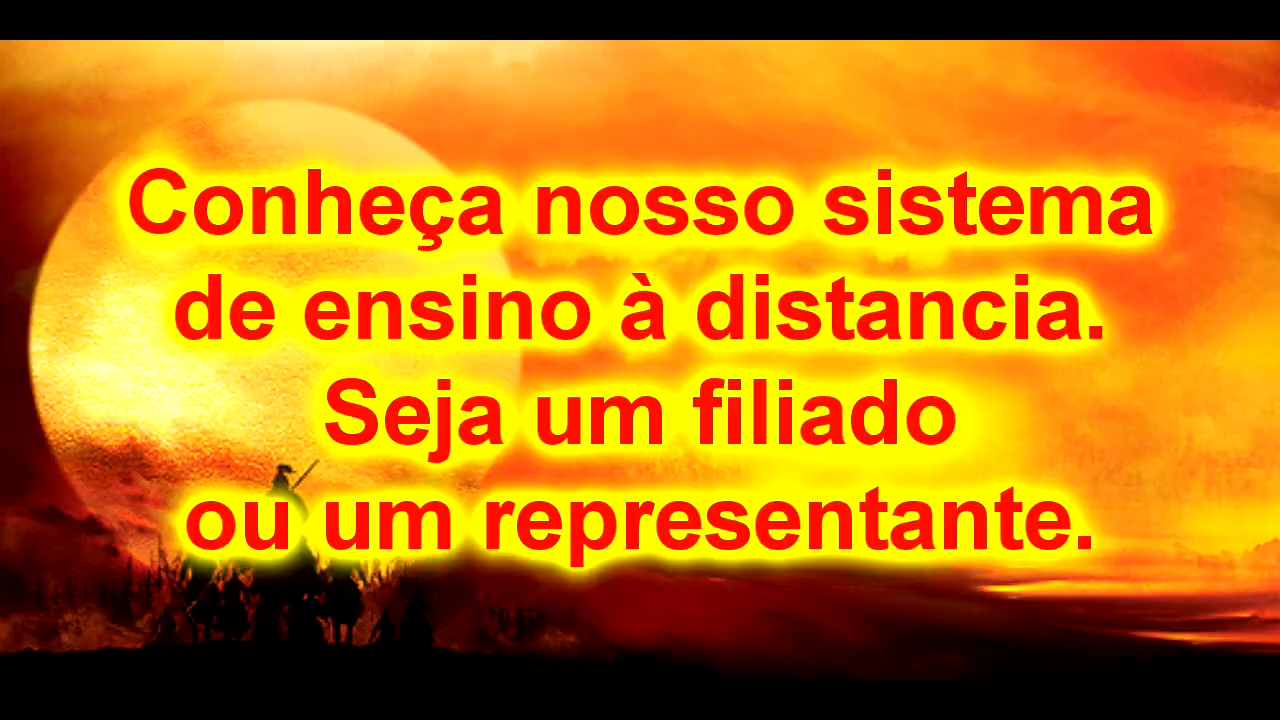 Conheça nosso sistema
de ensino à distancia.
Seja um filiado
ou um representante.